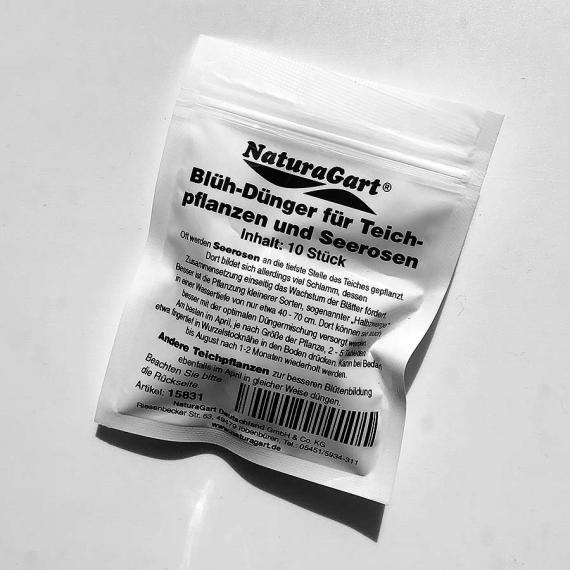 NaturaGart®
Blüh-Dünger für Teich-
pflanzen und Seerosen
Inhalt: 10 Stück
Oft werden Seerosen an die tiefste Stelle des Teiches gepflanzt.
Dort bildet sich allerdings viel Schlamm, dessen
Zusammensetzung einseitig das Wachstum der Blätter fördert.
Besser ist die Pflanzung kleinerer Sorten, sogenannter „Halbzwerge"
in einer Wassertiefe von nur etwa 40 - 70 cm. Dort können sie auch
besser mit der optimalen Düngermischung versorgt werden.
Am besten im April, je nach Größe der Pflanze, 2 - 5 Tabletten
etwa fingertief in Wurzelstocknähe in den Boden drücken. Kann bei Bedarf
bis August nach 1-2 Monaten wiederholt werden.
Andere Teichpflanzen zur besseren Blütenbildung
ebenfalls im April in gleicher Weise düngen.
Beachten Sie bitte
die Rückseite.
Artikel: 15831
NaturaGart Deutschland GmbH & Co. KG
Riesenbecker Str. 63, 49479 Ibbenbüren, Tel.: 05451/5934-311
www.naturagart.de